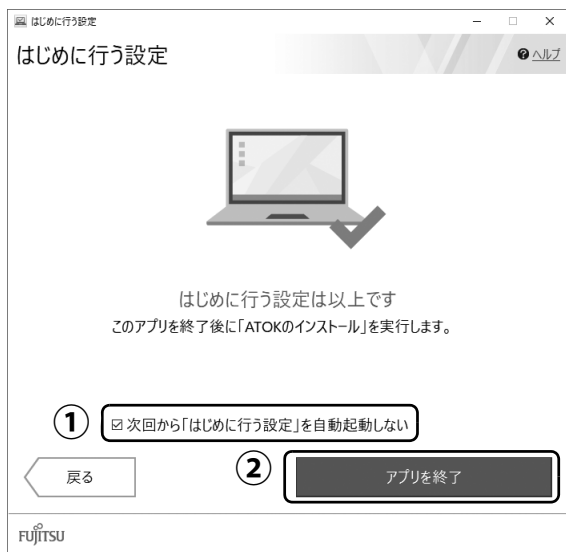 はじめに行う設定
はじめに行う設定
ヘルプ
はじめに行う設定は以上です
このアプリを終了後に「ATOKのインストール」を実行します。
① ☑ 次回から「はじめに行う設定」を自動起動しない
戻る
② アプリを終了
FUJITSU